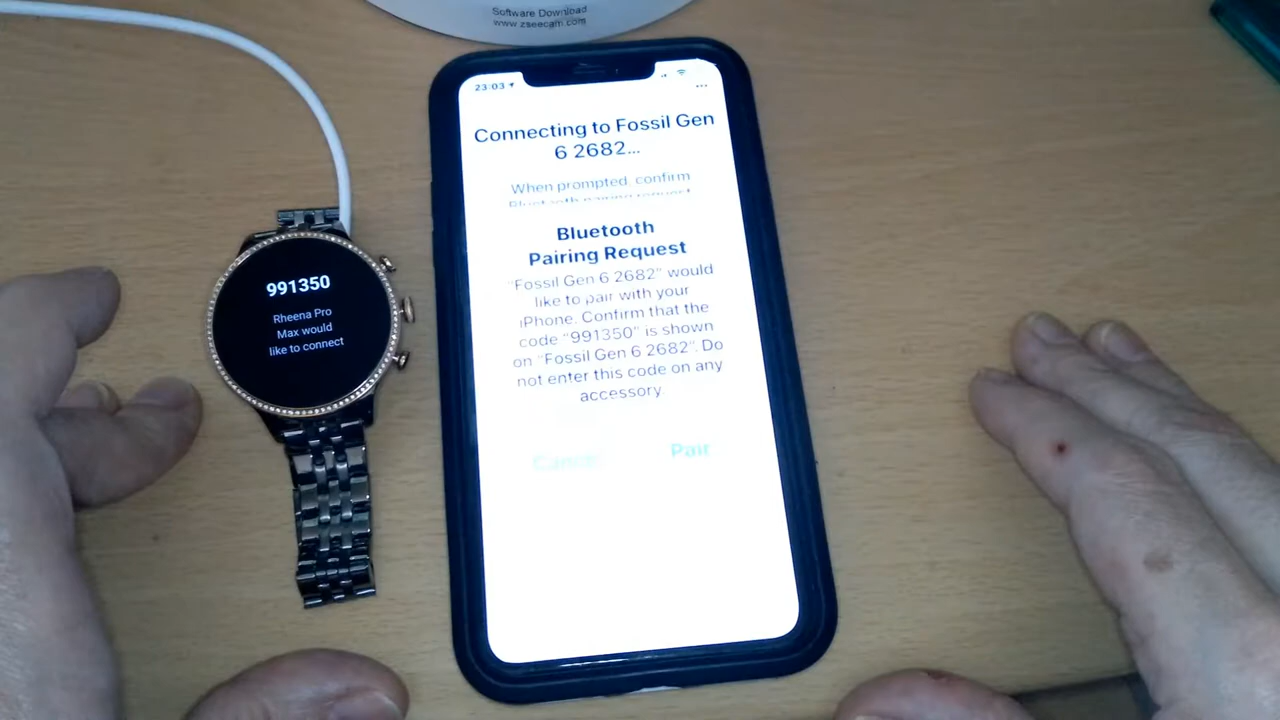 Software Download
www.zseecam.com
23:03
Connecting to Fossil Gen
6 2682...
When prompted, confirm
Bluetooth pairing request
Bluetooth
Pairing Request
"Fossil Gen 6 2682" would
like to pair with your
iPhone. Confirm that the
code "991350" is shown
on "Fossil Gen 6 2682". Do
not enter this code on any
accessory.
Cancel
Pair
991350
Rheena Pro
Max would
like to connect